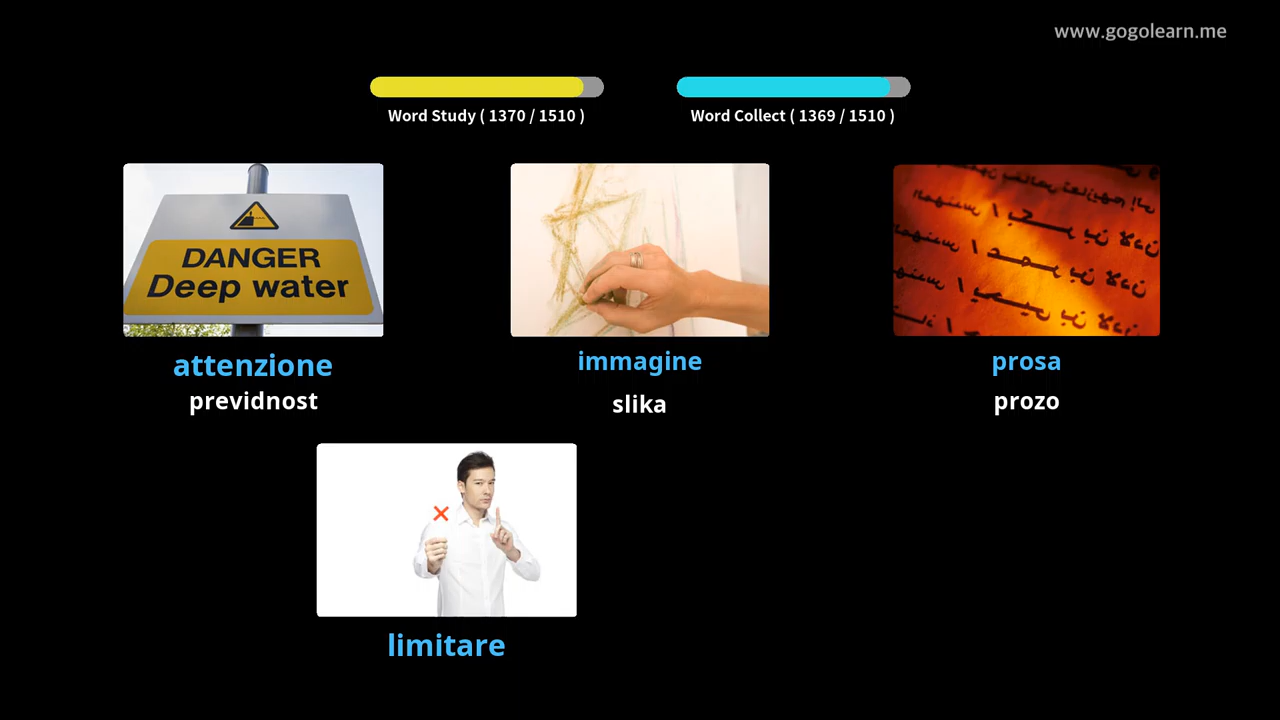 www.gogolearn.me
Word Study ( 1370 / 1510 )
Word Collect ( 1369 / 1510 )
DANGER
Deep water
attenzione
previdnost
immagine
slika
prosa
prozo
limitare